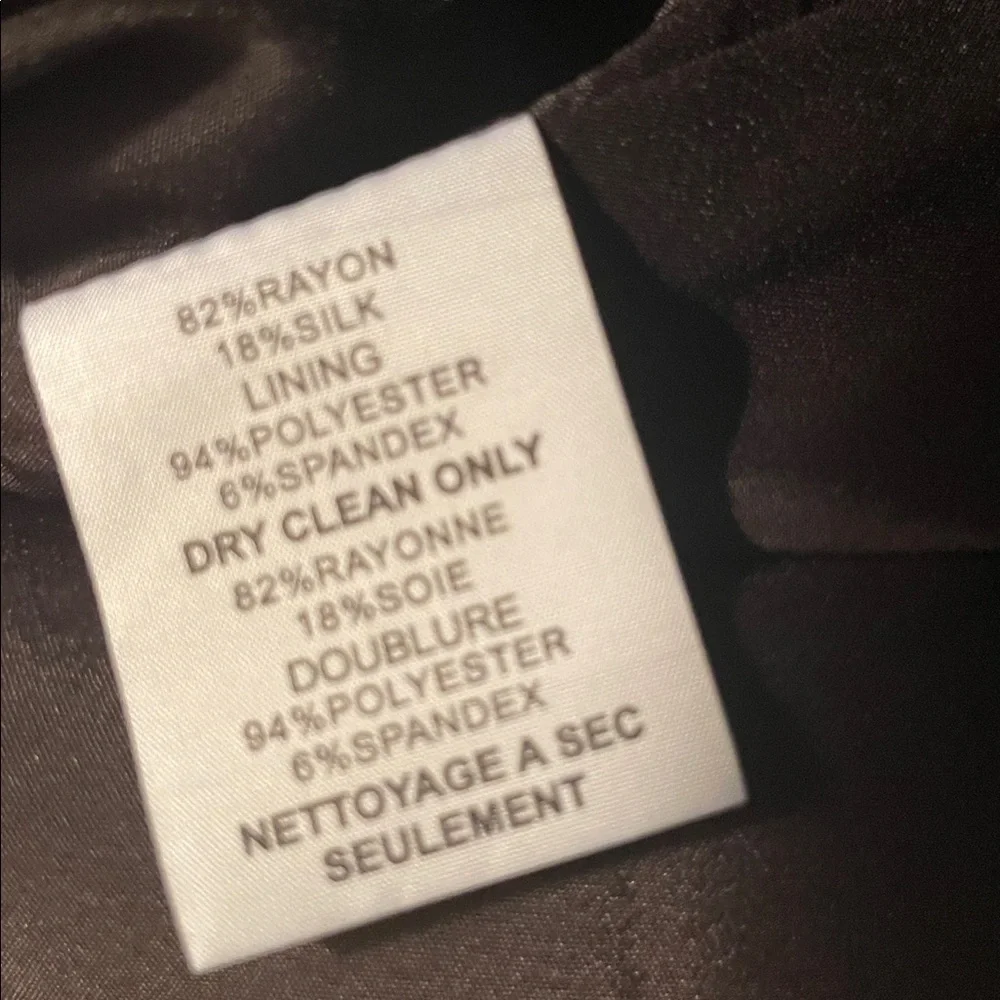 82%RAYON
18%SILK
LINING
94%POLYESTER
6%SPANDEX
DRY CLEAN ONLY
82%RAYONNE
18%SOIE
DOUBLURE
94%POLYESTER
6%SPANDEX
NETTOYAGE A SEC
SEULEMENT